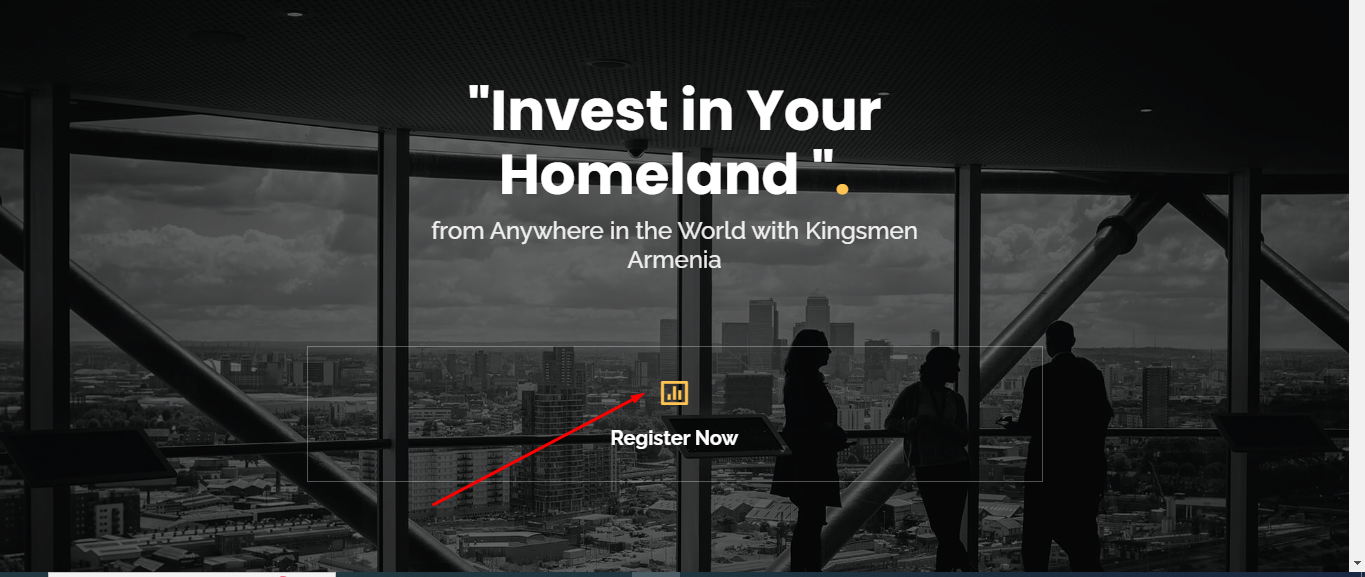 "Invest in Your
Homeland ".
from Anywhere in the World with Kingsmen
Armenia
Register Now